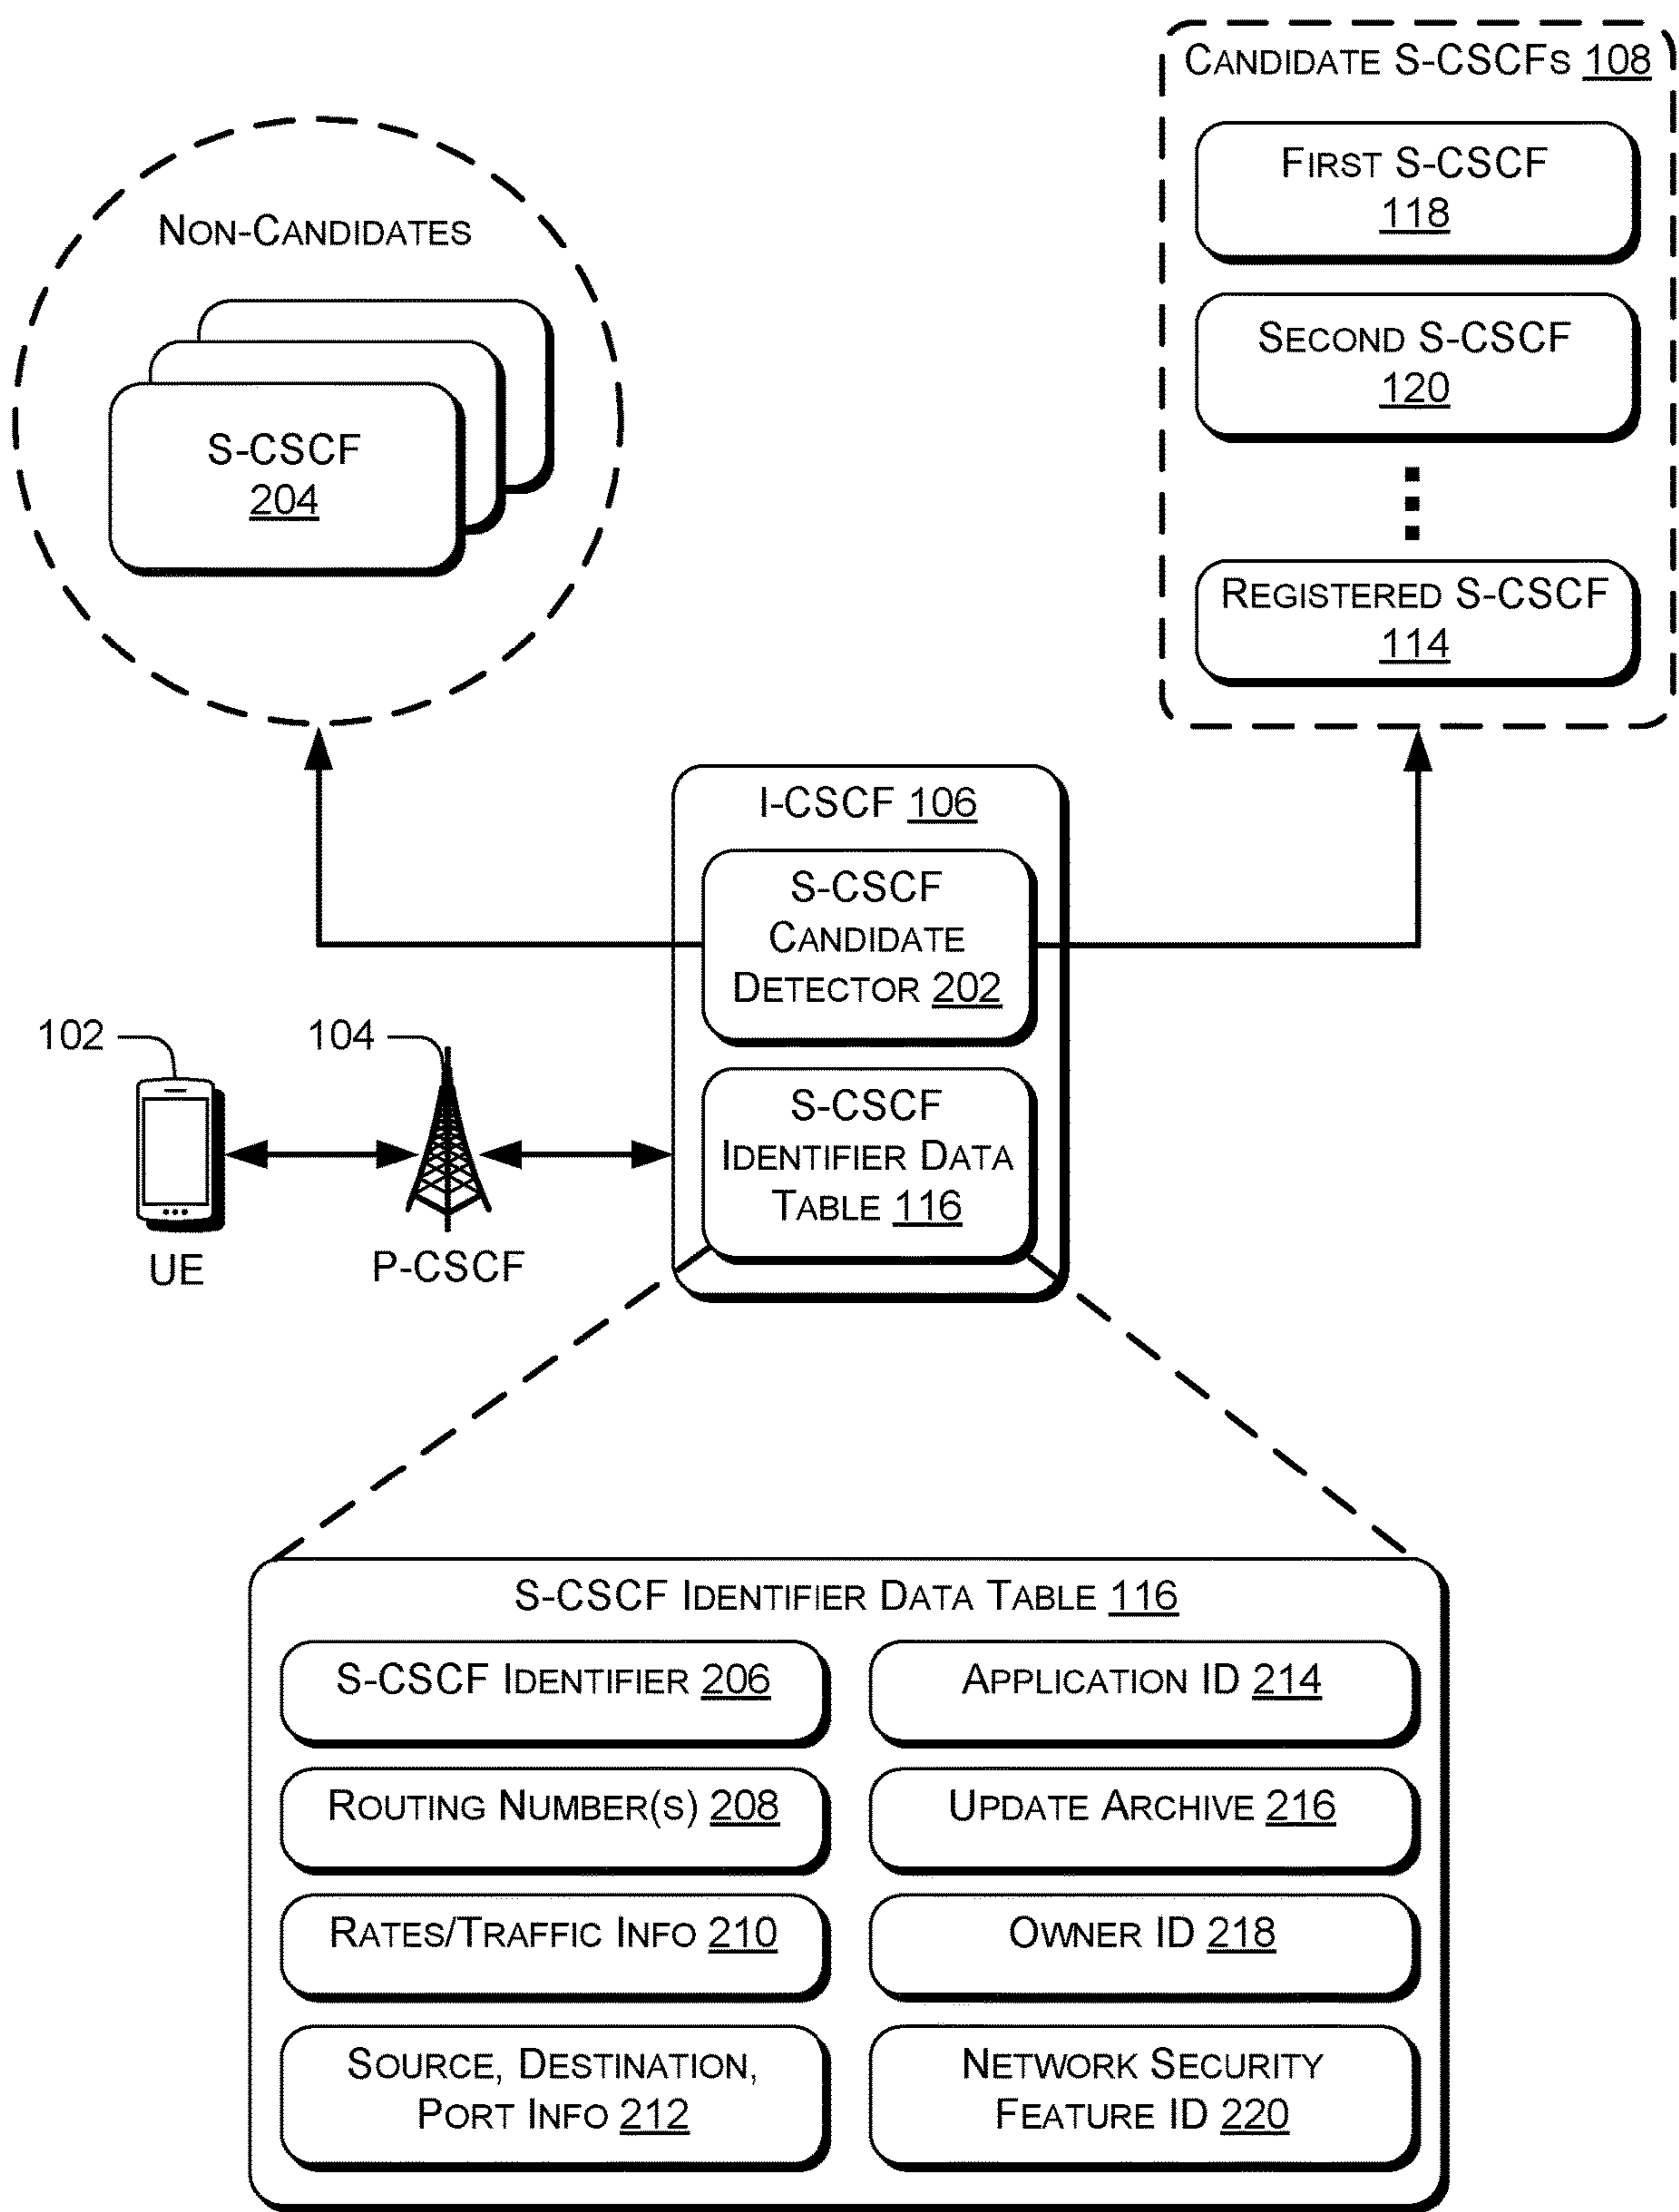 CANDIDATE S-CSCFS 108
FIRST S-CSCF
118
SECOND S-CSCF
120
REGISTERED S-CSCF
114
NON-CANDIDATES
S-CSCF
204
I-CSCF 106
S-CSCF
CANDIDATE
DETECTOR 202
S-CSCF
IDENTIFIER DATA
TABLE 116
102
104
UE
P-CSCF
S-CSCF IDENTIFIER DATA TABLE 116
S-CSCF IDENTIFIER 206
APPLICATION ID 214
ROUTING NUMBER(S) 208
UPDATE ARCHIVE 216
RATES/TRAFFIC INFO 210
OWNER ID 218
SOURCE, DESTINATION,
PORT INFO 212
NETWORK SECURITY
FEATURE ID 220